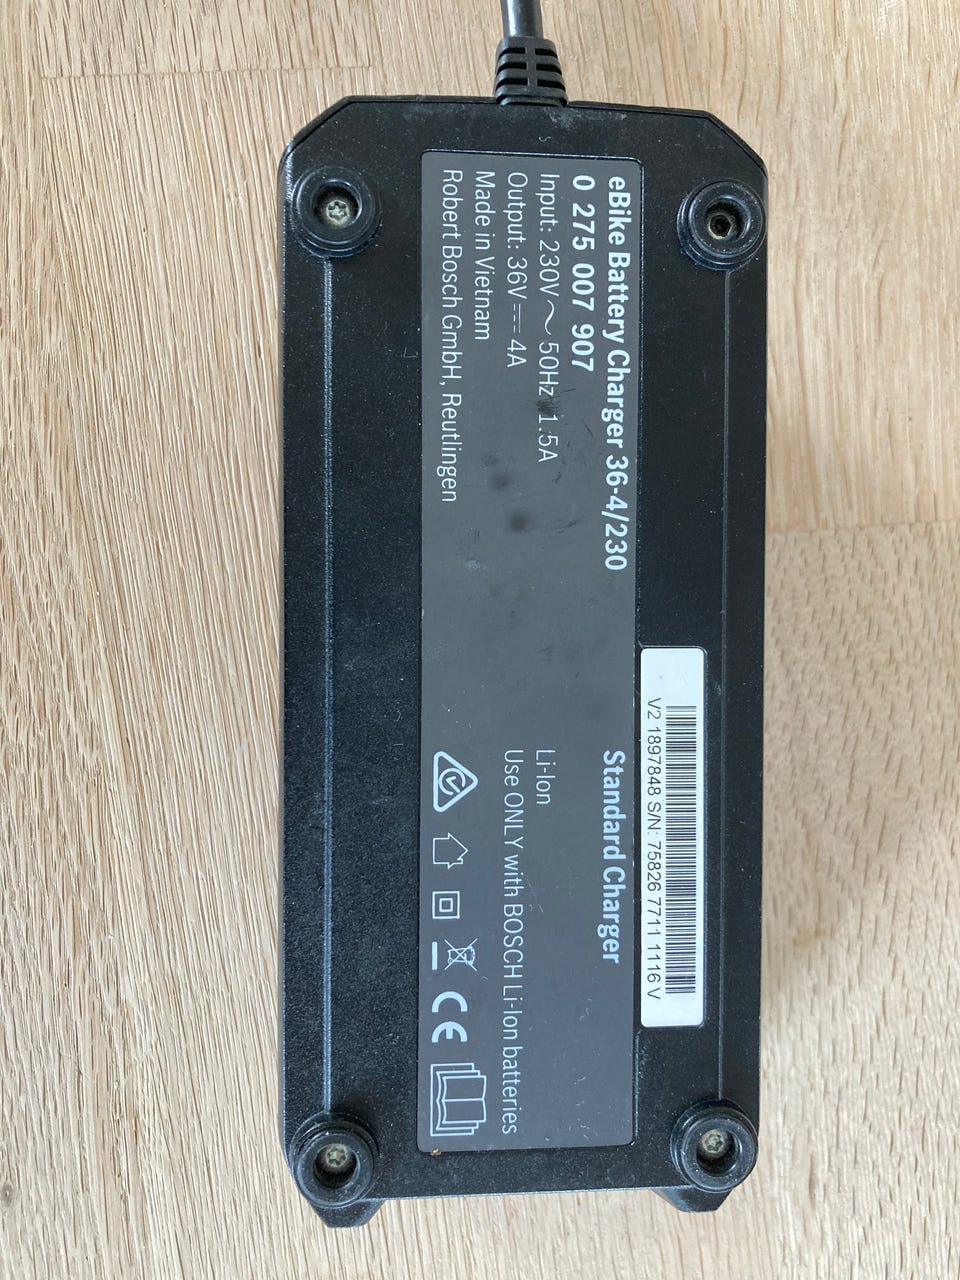 eBike Battery Charger 36-4/230
0 275 007 907
Input: 230V ~ 50Hz 1.5A
Output: 36V ⎓ 4A
Made in Vietnam
Robert Bosch GmbH, Reutlingen
V2 1897848 S/N: 75826 7711 1116 V
Standard Charger
Li-Ion
Use ONLY with BOSCH Li-Ion batteries
CE